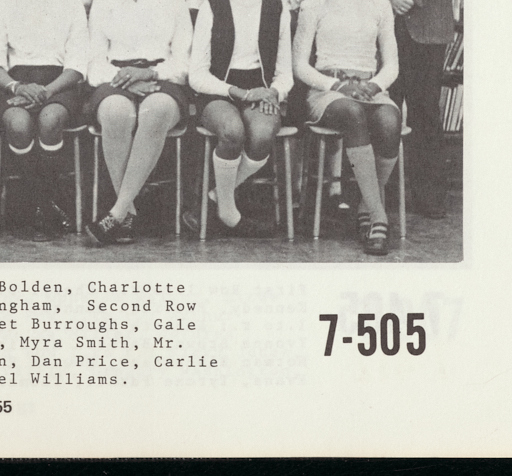 Bolden, Charlotte
ngham, Second Row
et Burroughs, Gale
, Myra Smith, Mr.
n, Dan Price, Carlie
el Williams.
7-505
55